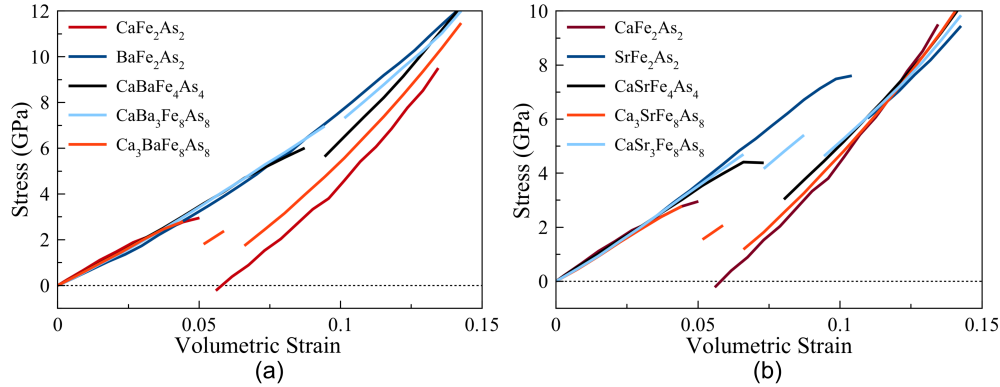 12
10
8
6
4
2
0
Stress (GPa)
CaFe2As2
BaFe2As2
CaBaFe4As4
CaBa3Fe8As8
Ca3BaFe8As8
0
0.05
0.1
0.15
Volumetric Strain
(a)
10
8
6
4
2
0
Stress (GPa)
CaFe2As2
SrFe2As2
CaSrFe4As4
Ca3SrFe8As8
CaSr3Fe8As8
0
0.05
0.1
0.15
Volumetric Strain
(b)